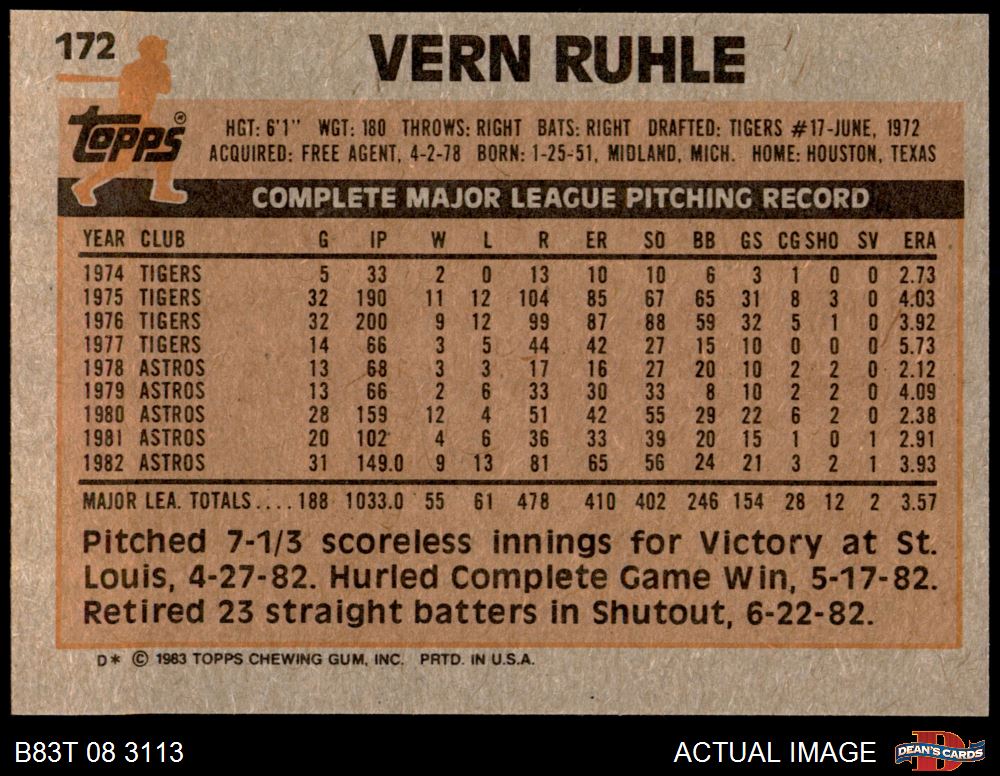 172
VERN RUHLE
Topps®
HGT: 6'1" WGT: 180 THROWS: RIGHT BATS: RIGHT DRAFTED: TIGERS #17-JUNE, 1972
ACQUIRED: FREE AGENT, 4-2-78 BORN: 1-25-51, MIDLAND, MICH. HOME: HOUSTON, TEXAS
COMPLETE MAJOR LEAGUE PITCHING RECORD
YEAR CLUB G IP W L R ER SO BB GS CG SHO SV ERA
1974 TIGERS 5 33 2 0 13 10 10 6 3 1 0 0 2.73
1975 TIGERS 32 190 11 12 104 85 67 65 31 8 3 0 4.03
1976 TIGERS 32 200 9 12 99 87 88 59 32 5 1 0 3.92
1977 TIGERS 14 66 3 5 44 42 27 15 10 0 0 0 5.73
1978 ASTROS 13 68 3 3 17 16 27 20 10 2 2 0 2.12
1979 ASTROS 13 66 2 6 33 30 33 8 10 2 2 0 4.09
1980 ASTROS 28 159 12 4 51 42 55 29 22 6 2 0 2.38
1981 ASTROS 20 102 4 6 36 33 39 20 15 1 0 1 2.91
1982 ASTROS 31 149.0 9 13 81 65 56 24 21 3 2 1 3.93
MAJOR LEA. TOTALS.... 188 1033.0 55 61 478 410 402 246 154 28 12 2 3.57
Pitched 7-1/3 scoreless innings for Victory at St.
Louis, 4-27-82. Hurled Complete Game Win, 5-17-82.
Retired 23 straight batters in Shutout, 6-22-82.
D* © 1983 TOPPS CHEWING GUM, INC. PRTD. IN U.S.A.
B83T 08 3113
ACTUAL IMAGE
D
DEAN'S CARDS